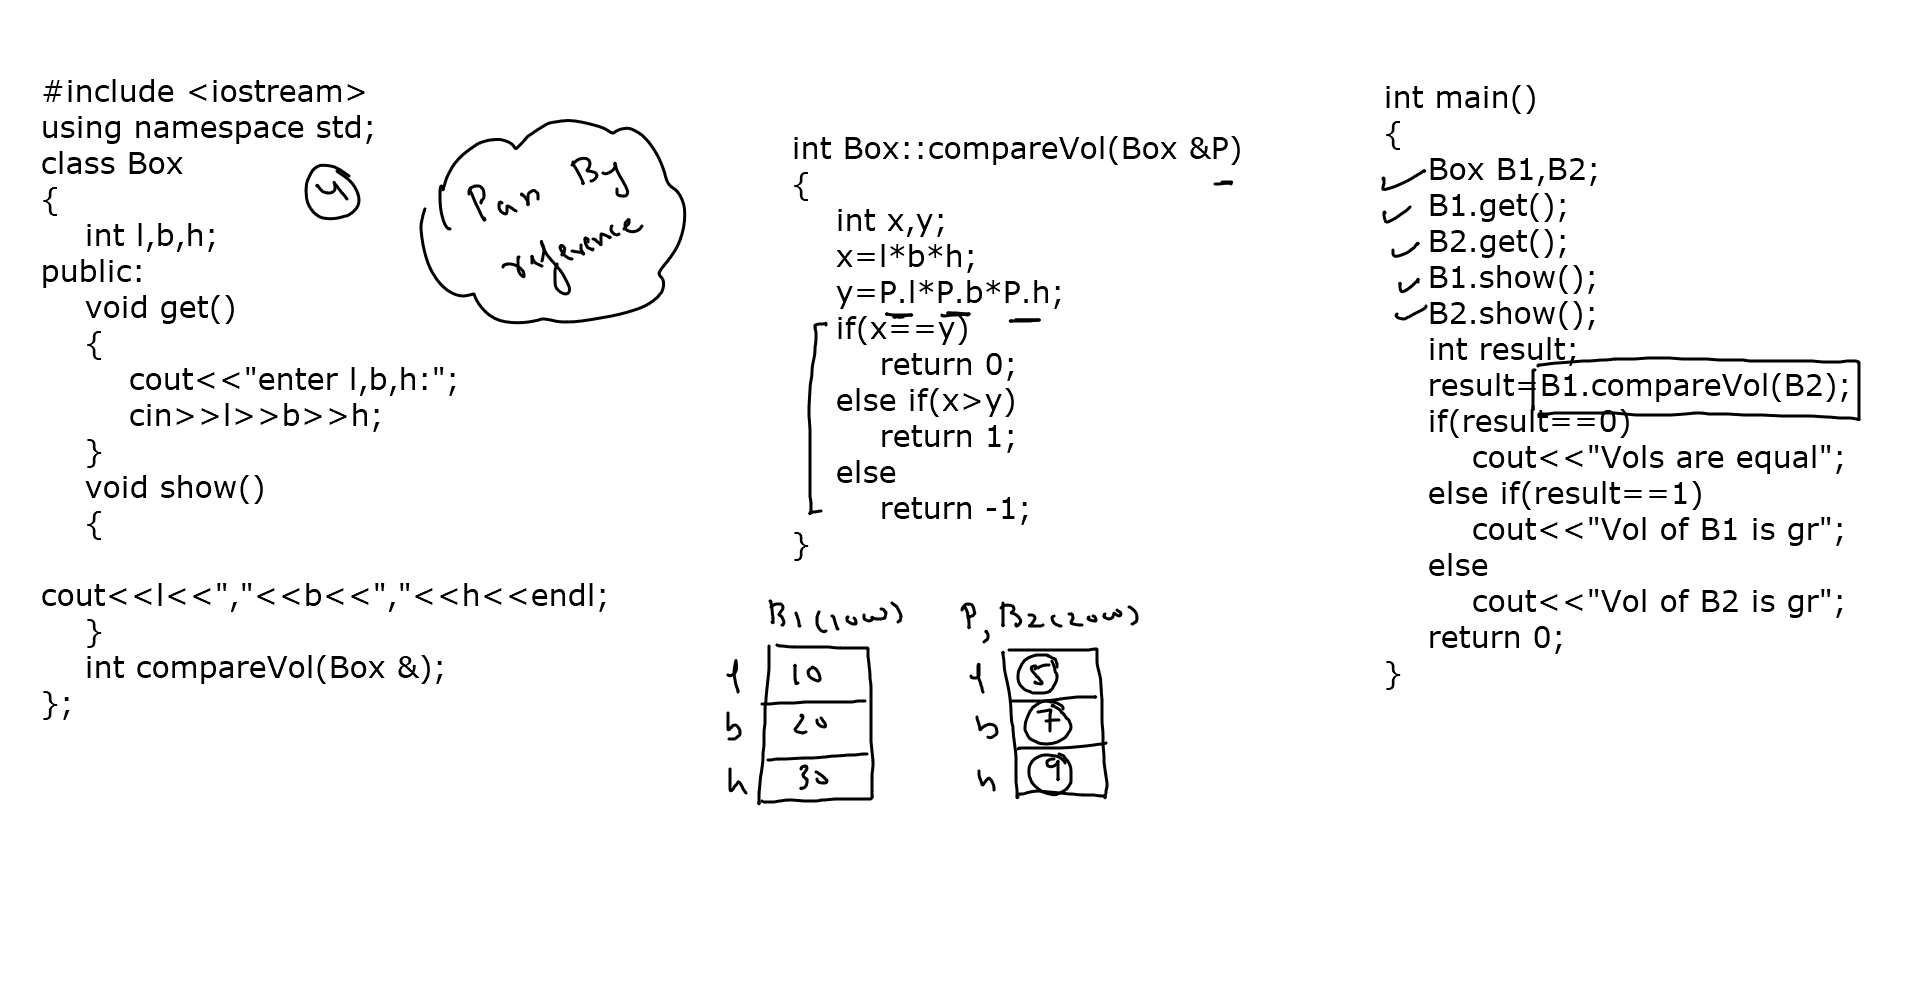 #include <iostream>
using namespace std;
class Box
{
int l,b,h;
public:
void get()
{
cout<<"enter l,b,h:";
cin>>l>>b>>h;
}
void show()
{
cout<<l<<","<<b<<","<<h<<endl;
}
int compareVol(Box &);
};
4
Pass By
reference
int Box::compareVol(Box &P)
{
int x,y;
x=l*b*h;
y=P.l*P.b*P.h;
if(x==y)
return 0;
else if(x>y)
return 1;
else
return -1;
}
B1(100)
l 10
b 20
h 30
P, B2(200)
l 5
b 7
h 9
int main()
{
Box B1,B2;
B1.get();
B2.get();
B1.show();
B2.show();
int result;
result=B1.compareVol(B2);
if(result==0)
cout<<"Vols are equal";
else if(result==1)
cout<<"Vol of B1 is gr";
else
cout<<"Vol of B2 is gr";
return 0;
}